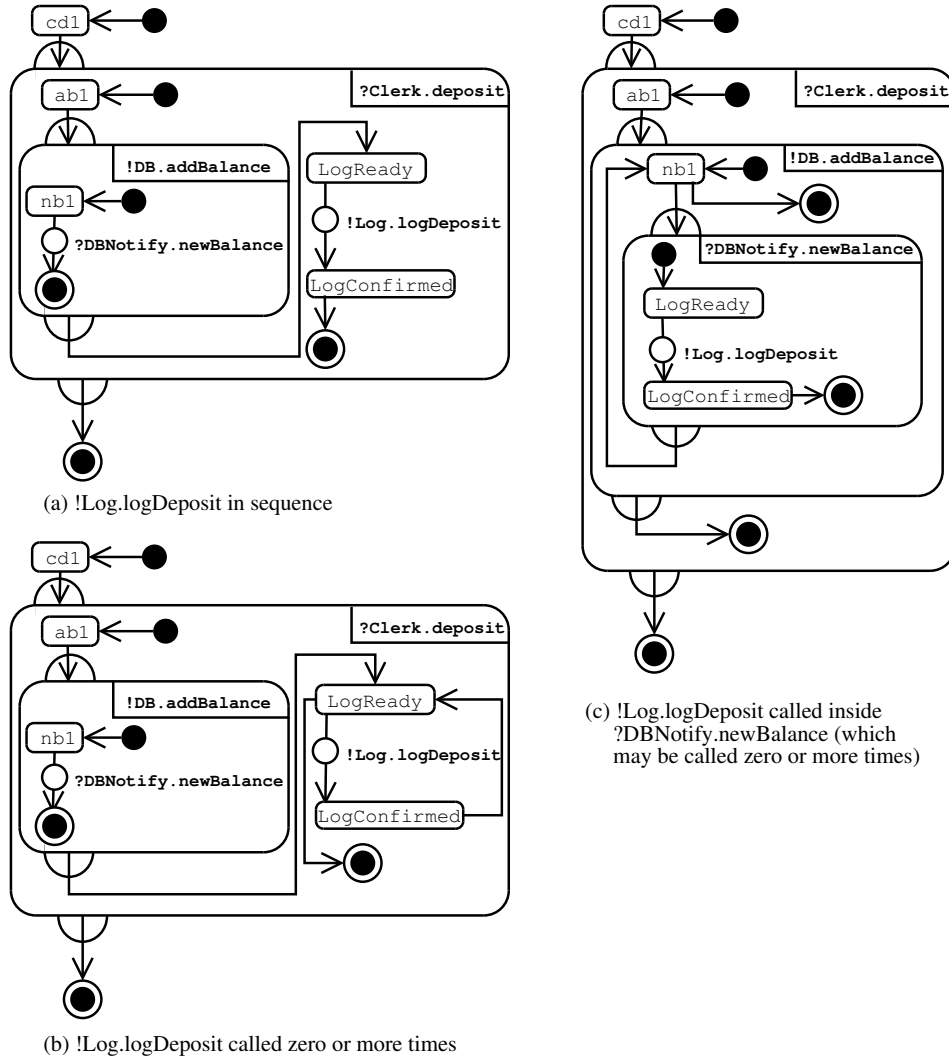 cd1
?Clerk.deposit
ab1
!DB.addBalance
LogReady
nb1
!Log.logDeposit
?DBNotify.newBalance
LogConfirmed
(a) !Log.logDeposit in sequence
cd1
?Clerk.deposit
ab1
!DB.addBalance
LogReady
nb1
!Log.logDeposit
?DBNotify.newBalance
LogConfirmed
(b) !Log.logDeposit called zero or more times
cd1
?Clerk.deposit
ab1
!DB.addBalance
nb1
?DBNotify.newBalance
LogReady
!Log.logDeposit
LogConfirmed
(c) !Log.logDeposit called inside
?DBNotify.newBalance (which
may be called zero or more times)